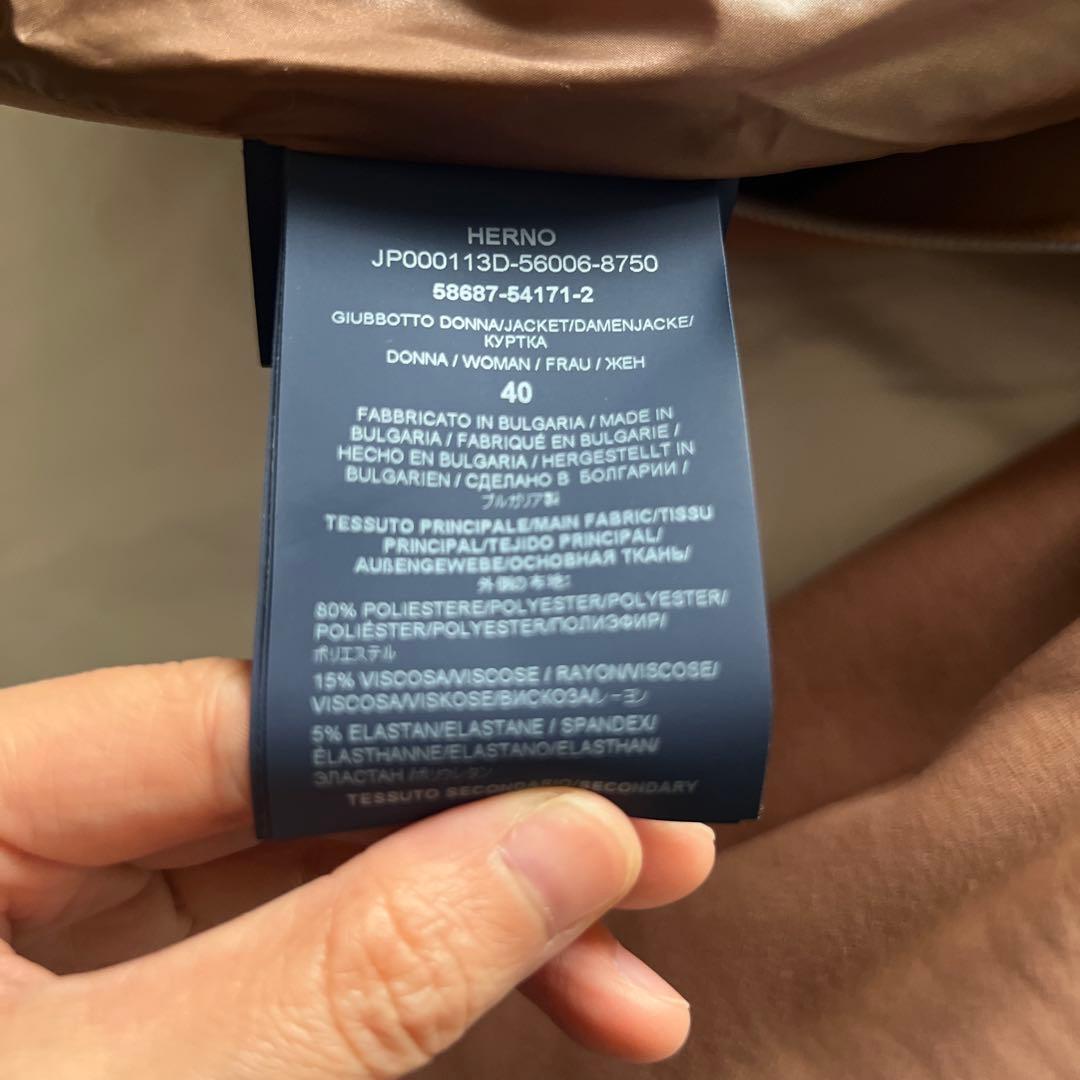 HERNO
JP000113D-56006-8750
58687-54171-2
GIUBBOTTO DONNA/JACKET/DAMENJACKE/
КУРТКА
DONNA / WOMAN / FRAU / ЖЕН
40
FABBRICATO IN BULGARIA / MADE IN
BULGARIA / FABRIQUÉ EN BULGARIE /
HECHO EN BULGARIA / HERGESTELLT IN
BULGARIEN / СДЕЛАНО В БОЛГАРИИ /
ブルガリア製
TESSUTO PRINCIPALE/MAIN FABRIC/TISSU
PRINCIPAL/TEJIDO PRINCIPAL/
AUßENGEWEBE/ОСНОВНАЯ ТКАНЬ/
外側の布地:
80% POLIESTERE/POLYESTER/POLYESTER/
POLIÉSTER/POLYESTER/ПОЛИЭФИР/
ポリエステル
15% VISCOSA/VISCOSE / RAYON/VISCOSE/
VISCOSA/VISKOSE/ВИСКОЗА/レーヨン
5% ELASTAN/ELASTANE / SPANDEX/
ÉLASTHANNE/ELASTANO/ELASTHAN/
ЭЛАСТАН /ポリウレタン
TESSUTO SECONDARIO/SECONDARY